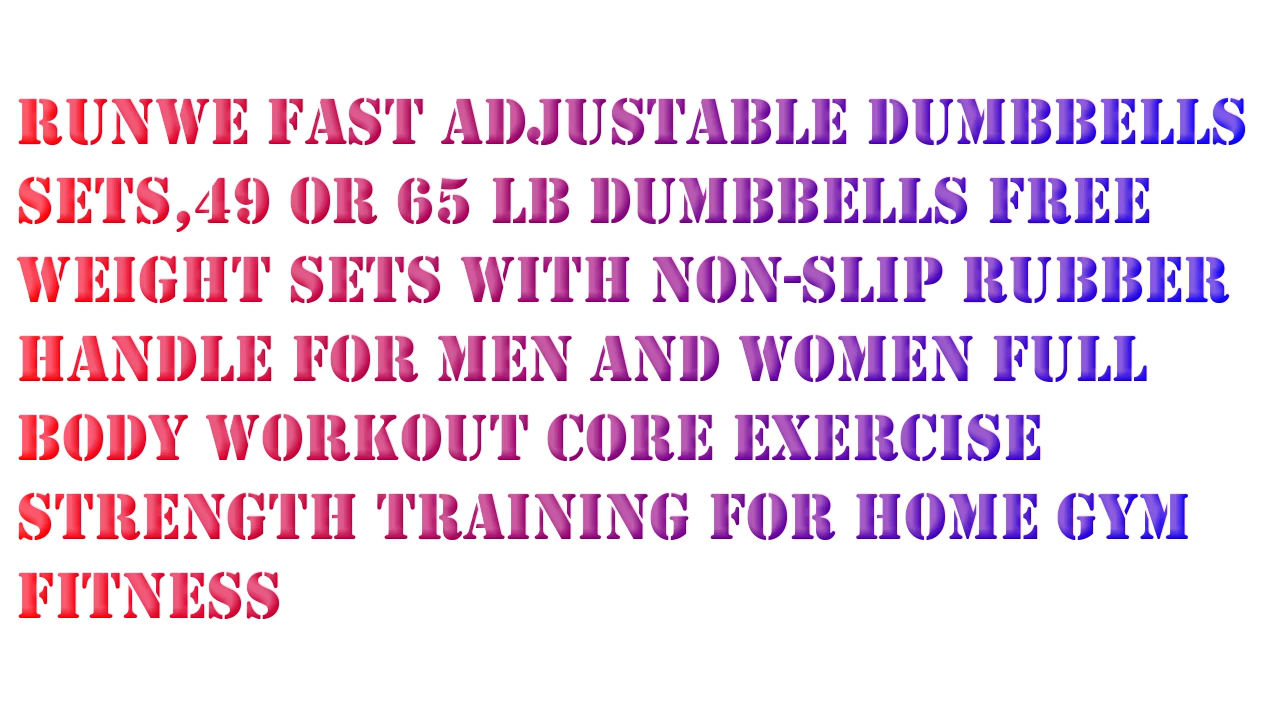 RUNWE FAST ADJUSTABLE DUMBBELLS
SETS,49 OR 65 LB DUMBBELLS FREE
WEIGHT SETS WITH NON-SLIP RUBBER
HANDLE FOR MEN AND WOMEN FULL
BODY WORKOUT CORE EXERCISE
STRENGTH TRAINING FOR HOME GYM
FITNESS